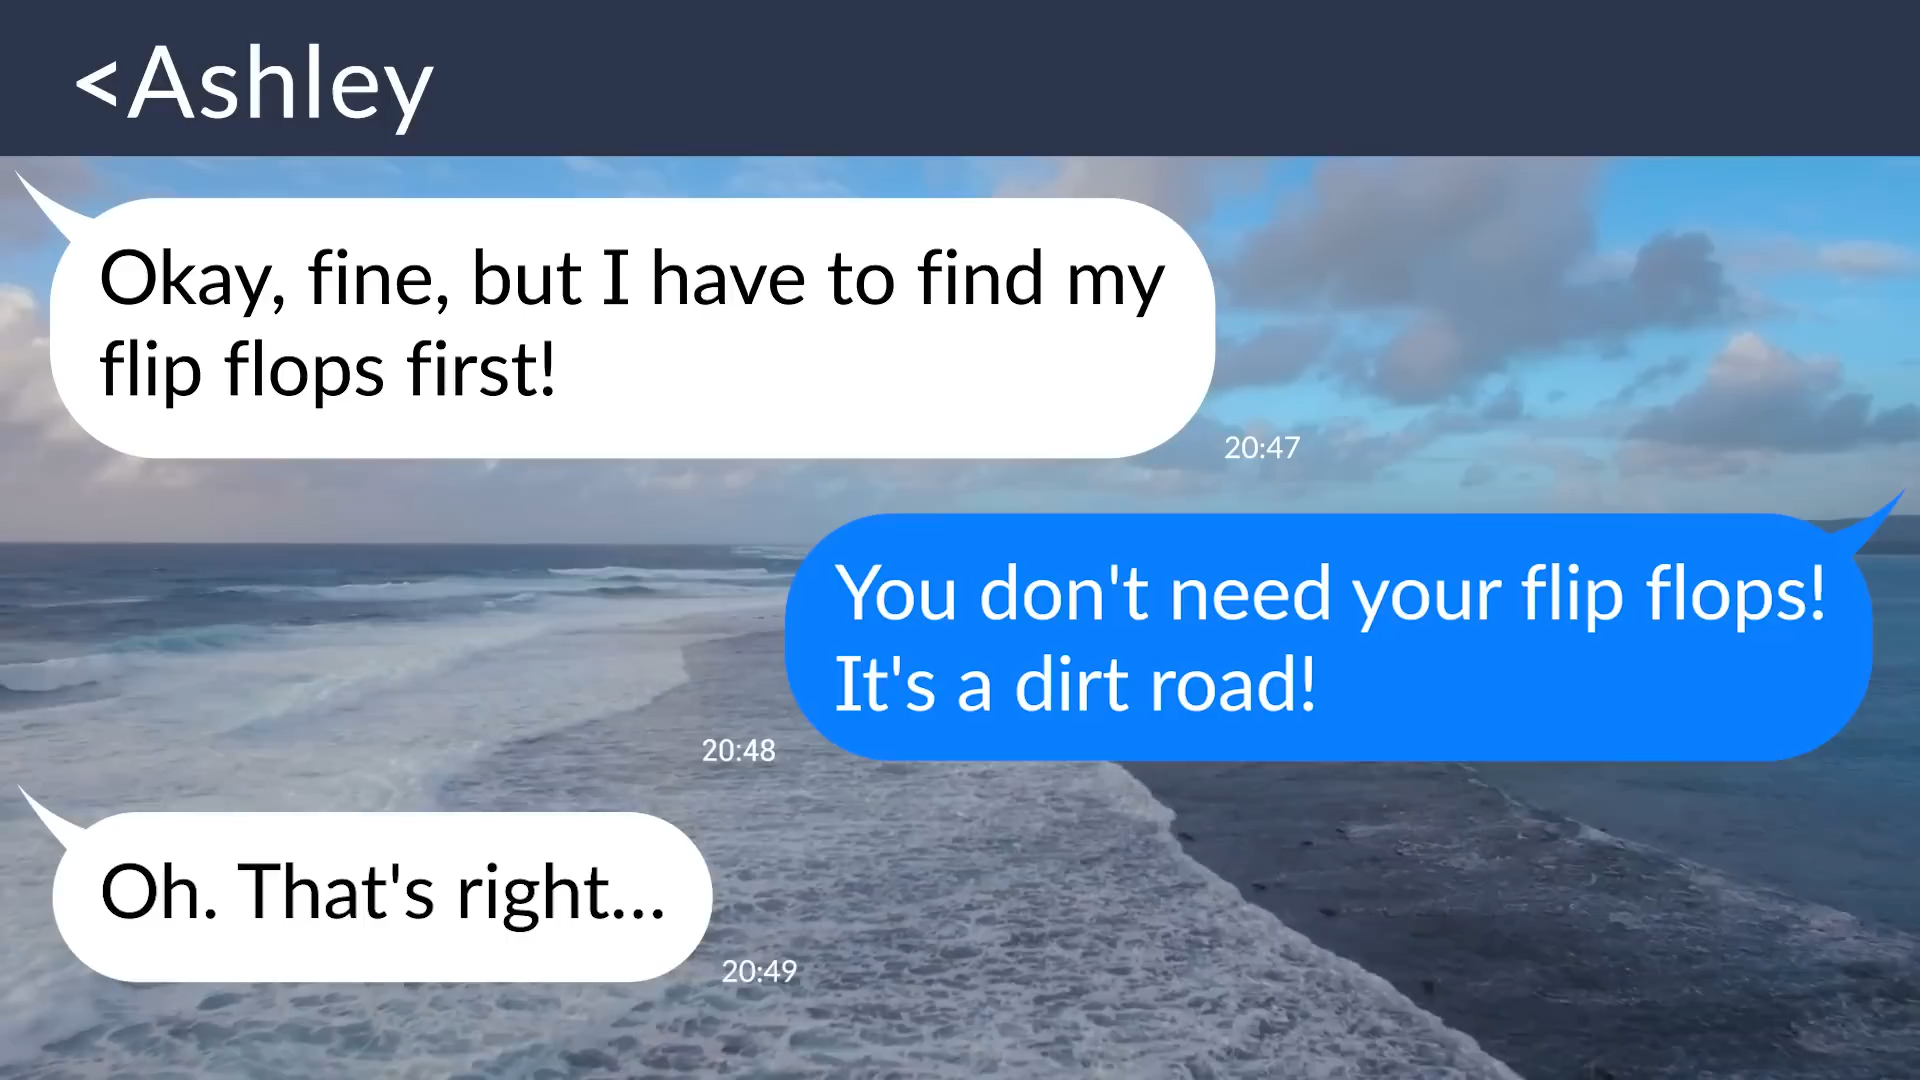 <Ashley
Okay, fine, but I have to find my
flip flops first!
20:47
You don't need your flip flops!
It's a dirt road!
20:48
Oh. That's right...
20:49